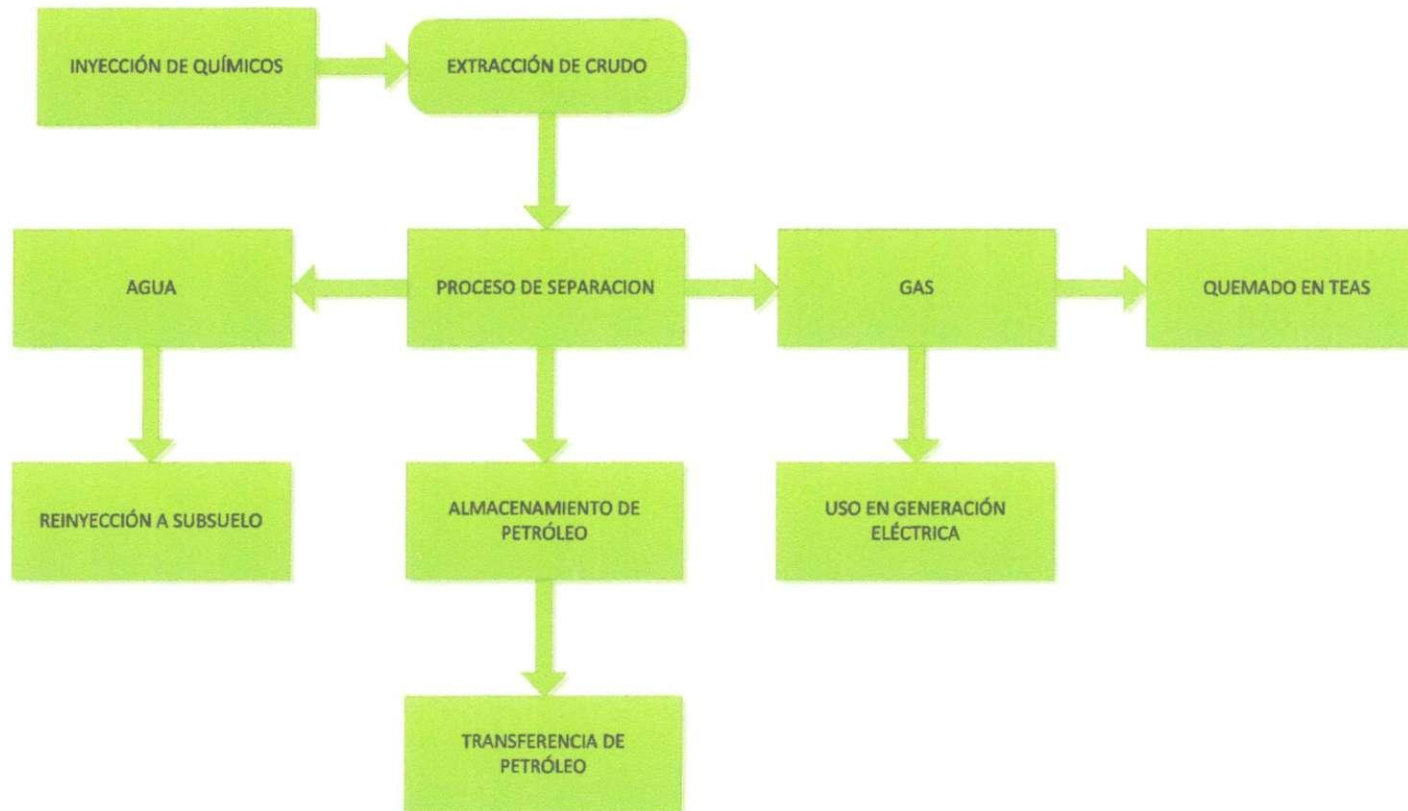 INYECCIÓN DE QUÍMICOS
EXTRACCIÓN DE CRUDO
AGUA
PROCESO DE SEPARACION
GAS
QUEMADO EN TEAS
REINYECCIÓN A SUBSUELO
ALMACENAMIENTO DE
PETRÓLEO
USO EN GENERACIÓN
ELÉCTRICA
TRANSFERENCIA DE
PETRÓLEO